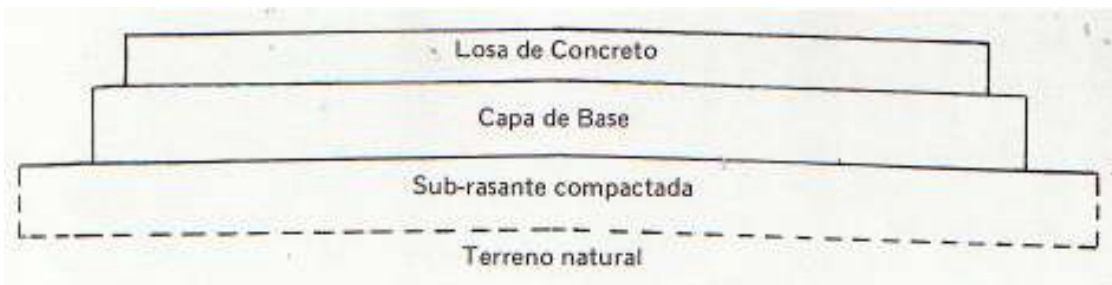 Losa de Concreto
Capa de Base
Sub-rasante compactada
Terreno natural